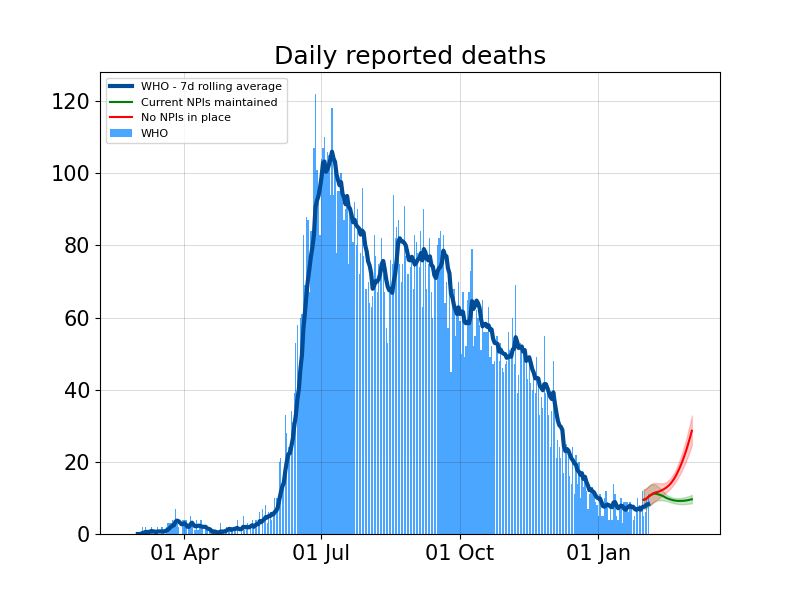 Daily reported deaths
WHO - 7d rolling average
Current NPIs maintained
No NPIs in place
WHO
120
100
80
60
40
20
0
01 Apr
01 Jul
01 Oct
01 Jan